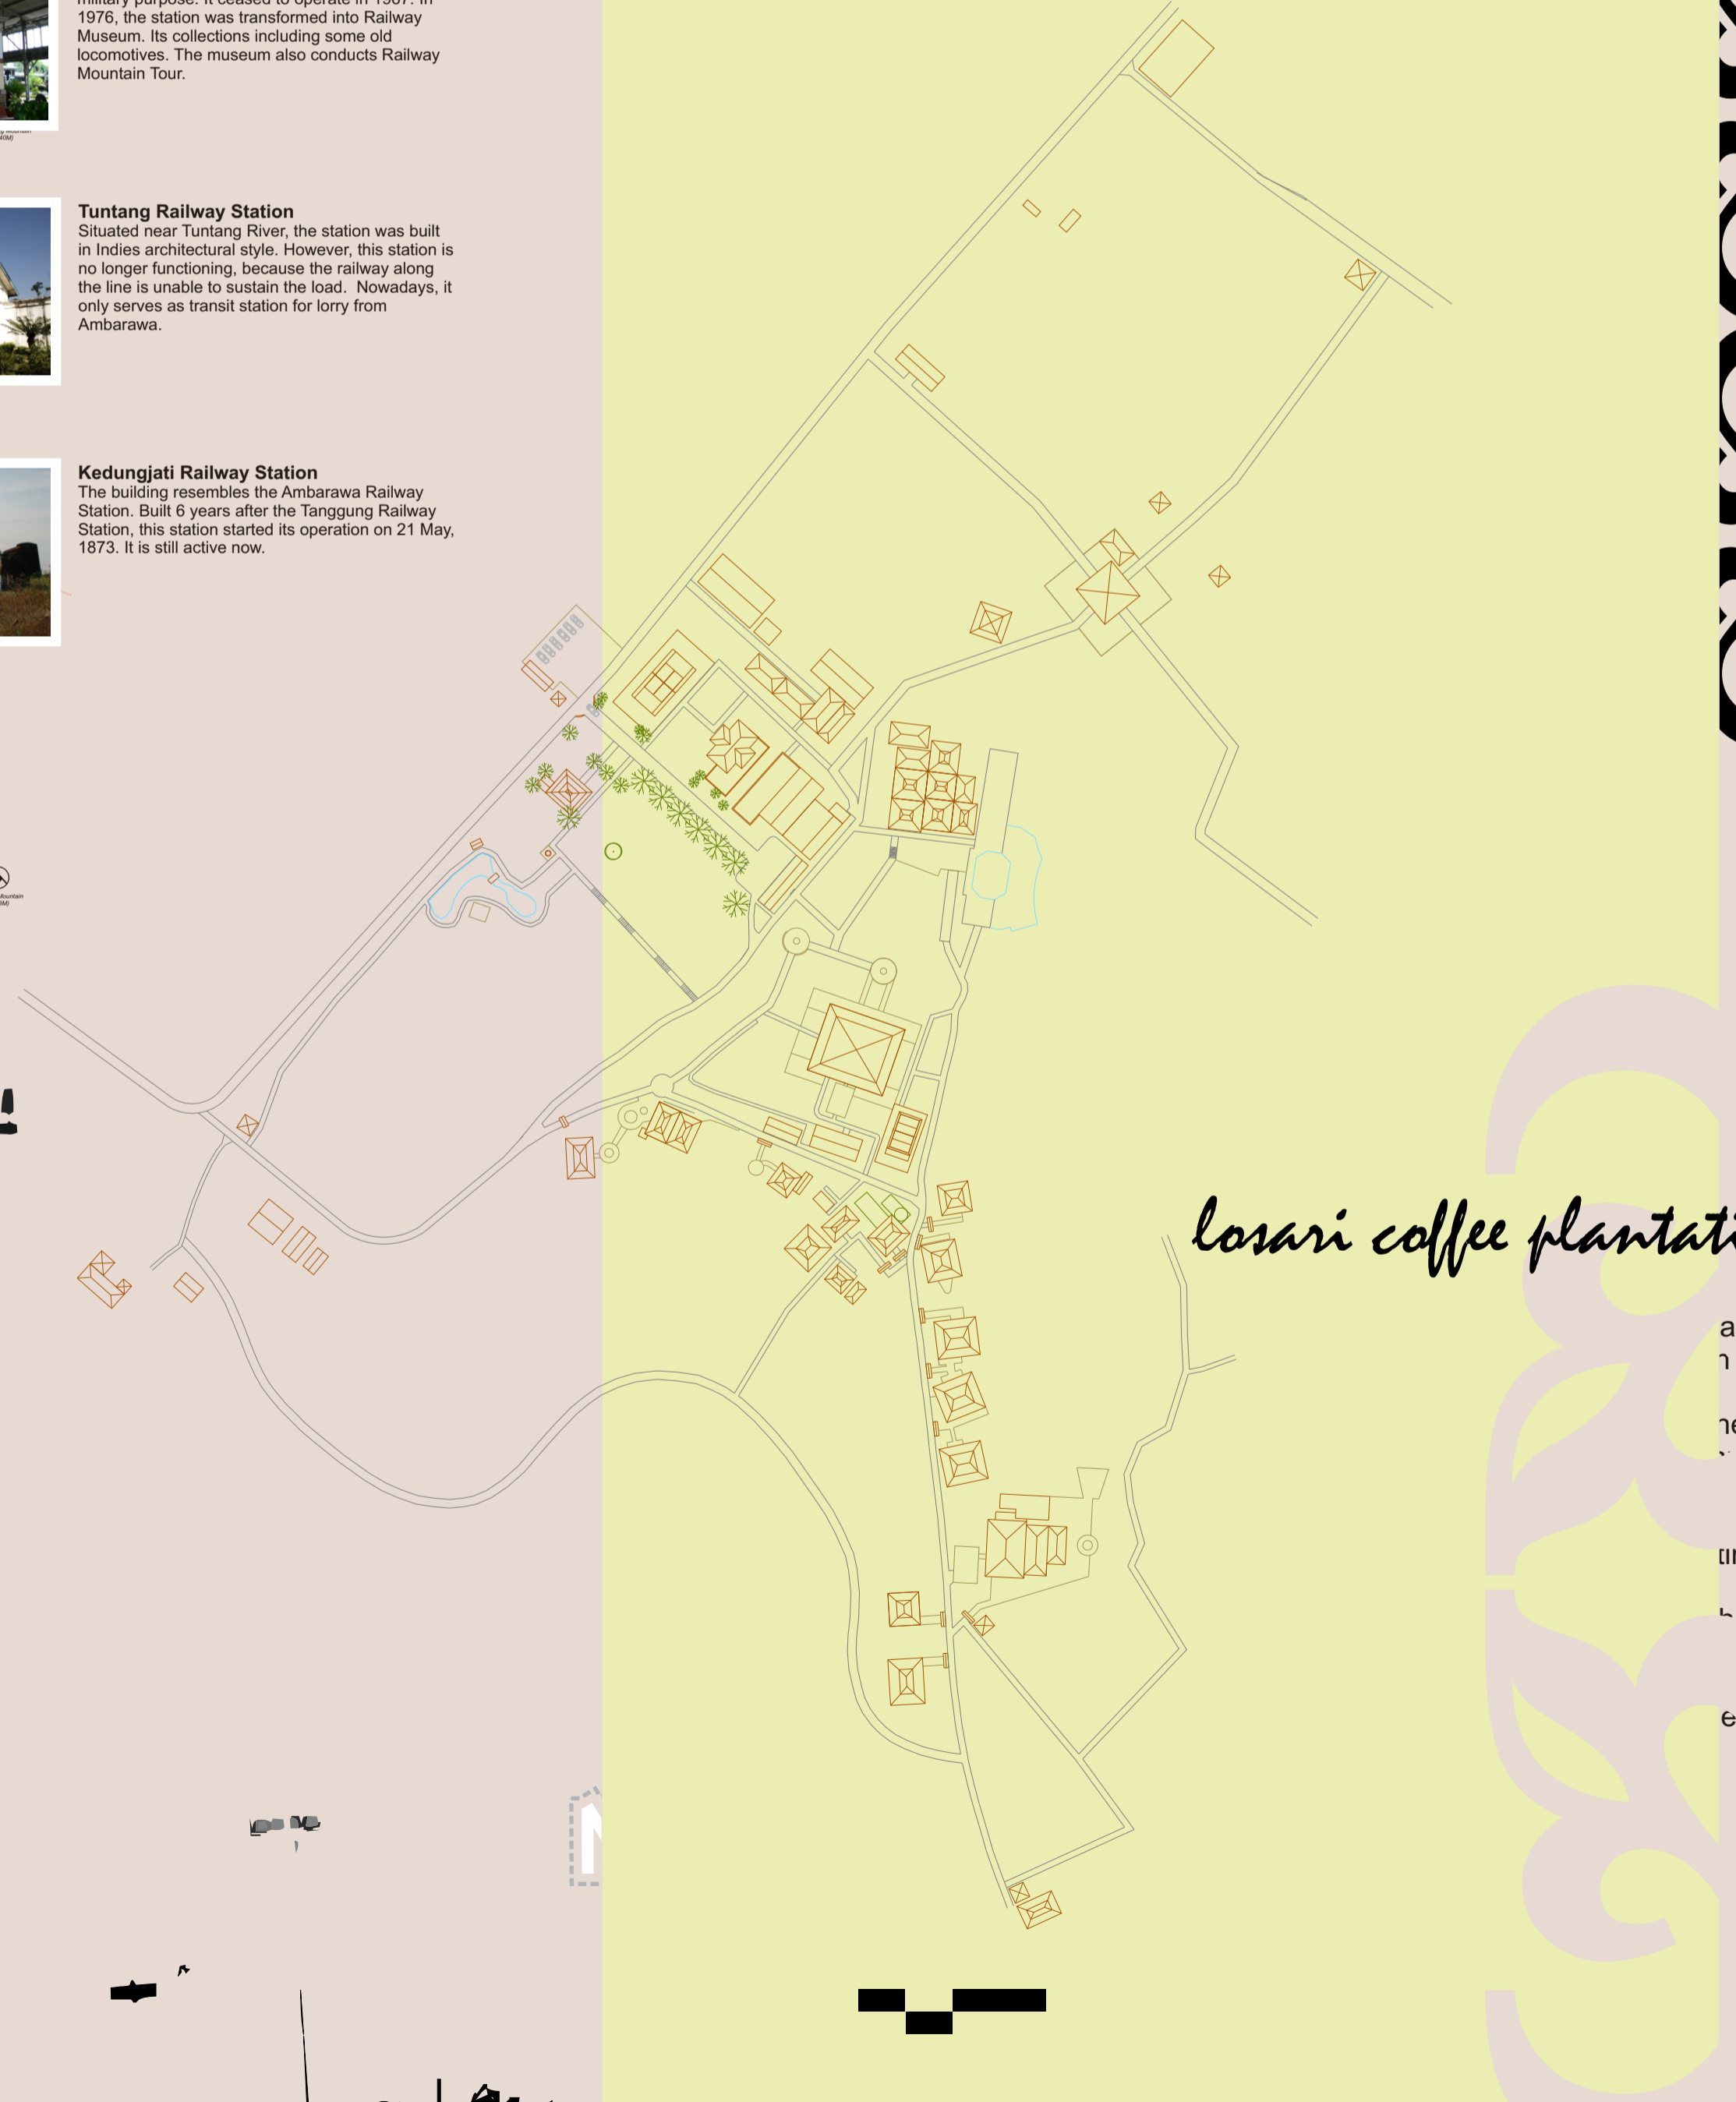 1976, the station was transformed into Railway
Museum. Its collections including some old
locomotives. The museum also conducts Railway
Mountain Tour.
Tuntang Railway Station
Situated near Tuntang River, the station was built
in Indies architectural style. However, this station is
no longer functioning, because the railway along
the line is unable to sustain the load.  Nowadays, it
only serves as transit station for lorry from
Ambarawa.
Kedungjati Railway Station
The building resembles the Ambarawa Railway
Station. Built 6 years after the Tanggung Railway
Station, this station started its operation on 21 May,
1873. It is still active now.
losari coffee plantati